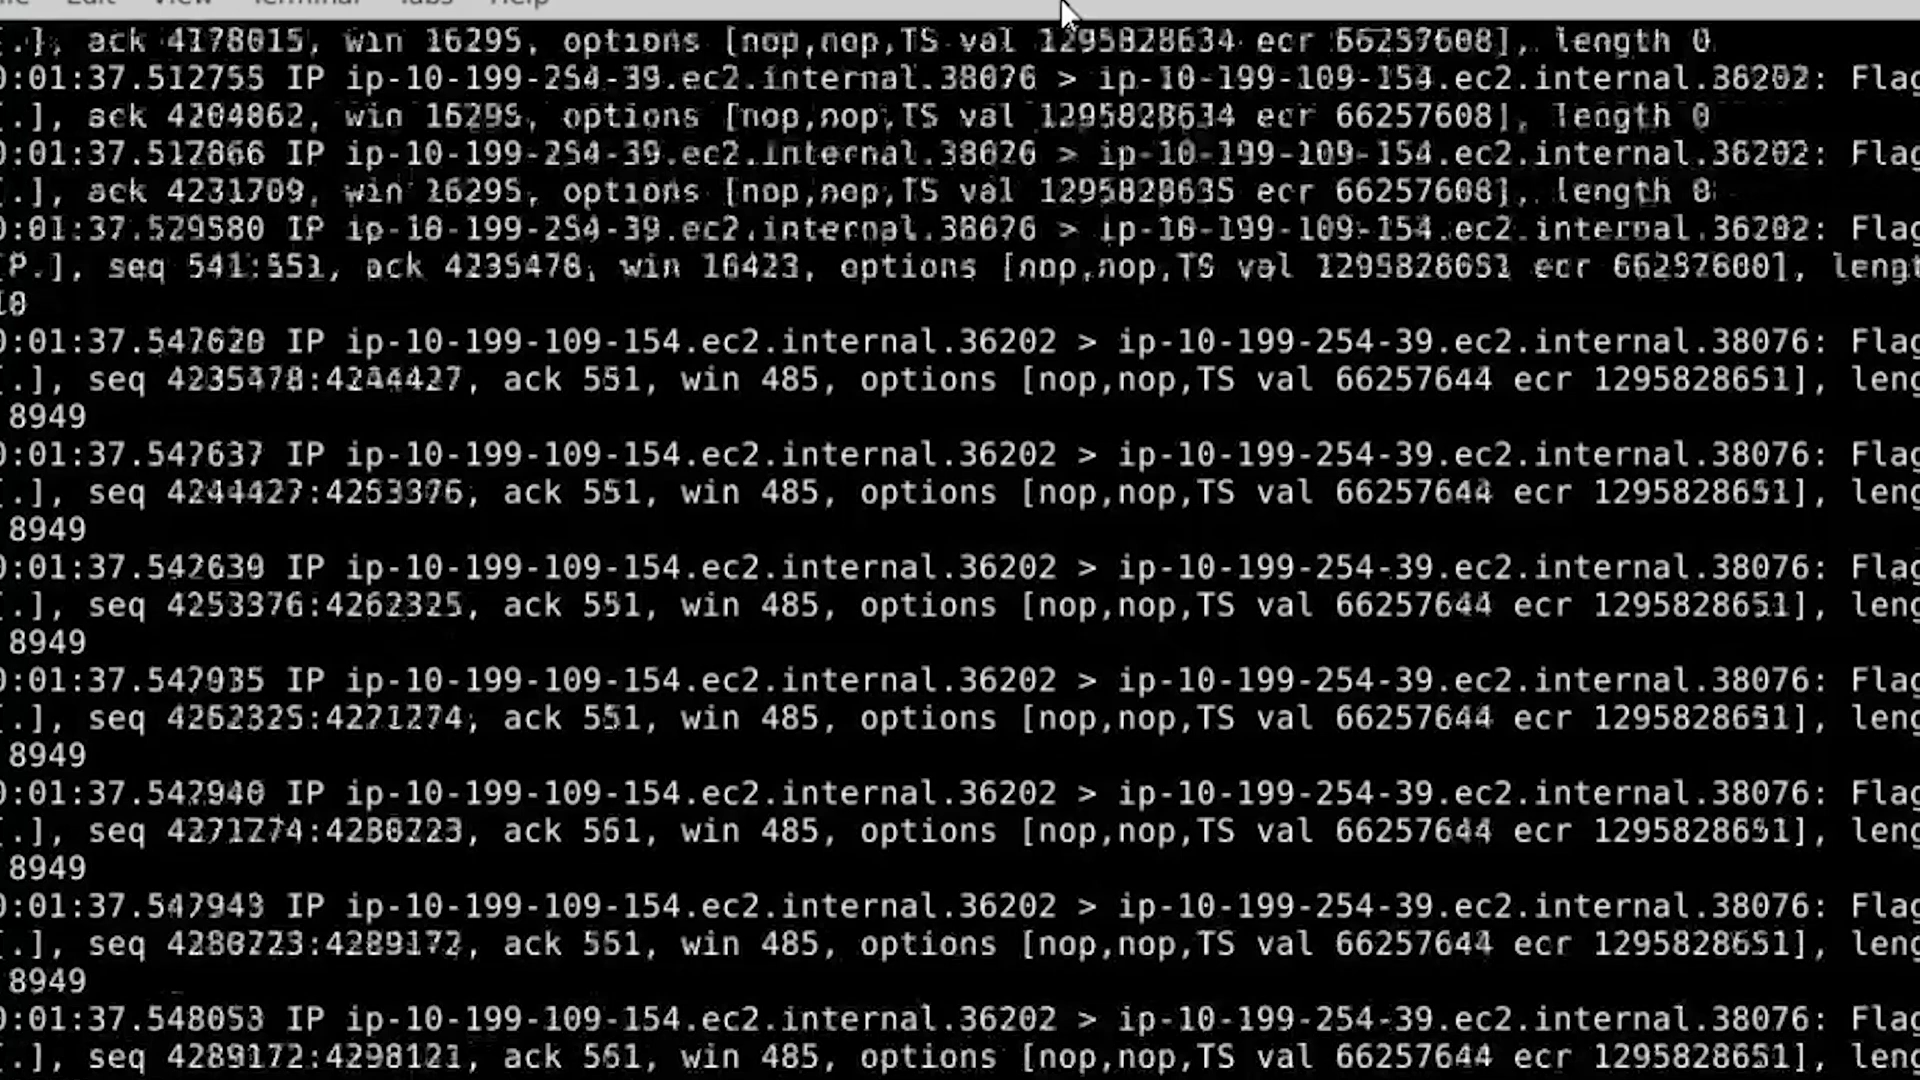 File Edit View Terminal Tabs Help
[.], ack 4178015, win 16295, options [nop,nop,TS val 1295828634 ecr 66257608], length 0
0:01:37.512755 IP ip-10-199-254-39.ec2.internal.38076 > ip-10-199-109-154.ec2.internal.36202: Flag
[.], ack 4204862, win 16295, options [nop,nop,TS val 1295828634 ecr 66257608], length 0
0:01:37.517866 IP ip-10-199-254-39.ec2.internal.38076 > ip-10-199-109-154.ec2.internal.36202: Flag
[.], ack 4231709, win 16295, options [nop,nop,TS val 1295828635 ecr 66257608], length 0
0:01:37.529580 IP ip-10-199-254-39.ec2.internal.38076 > ip-10-199-109-154.ec2.internal.36202: Flag
[P.], seq 541:551, ack 4235478, win 16423, options [nop,nop,TS val 1295828651 ecr 66257608], lengt
10
0:01:37.547620 IP ip-10-199-109-154.ec2.internal.36202 > ip-10-199-254-39.ec2.internal.38076: Flag
[.], seq 4235478:4244427, ack 551, win 485, options [nop,nop,TS val 66257644 ecr 1295828651], leng
8949
0:01:37.547637 IP ip-10-199-109-154.ec2.internal.36202 > ip-10-199-254-39.ec2.internal.38076: Flag
[.], seq 4244427:4253376, ack 551, win 485, options [nop,nop,TS val 66257644 ecr 1295828651], leng
8949
0:01:37.547639 IP ip-10-199-109-154.ec2.internal.36202 > ip-10-199-254-39.ec2.internal.38076: Flag
[.], seq 4253376:4262325, ack 551, win 485, options [nop,nop,TS val 66257644 ecr 1295828651], leng
8949
0:01:37.547935 IP ip-10-199-109-154.ec2.internal.36202 > ip-10-199-254-39.ec2.internal.38076: Flag
[.], seq 4262325:4271274, ack 551, win 485, options [nop,nop,TS val 66257644 ecr 1295828651], leng
8949
0:01:37.547940 IP ip-10-199-109-154.ec2.internal.36202 > ip-10-199-254-39.ec2.internal.38076: Flag
[.], seq 4271274:4280223, ack 551, win 485, options [nop,nop,TS val 66257644 ecr 1295828651], leng
8949
0:01:37.547943 IP ip-10-199-109-154.ec2.internal.36202 > ip-10-199-254-39.ec2.internal.38076: Flag
[.], seq 4280223:4289172, ack 551, win 485, options [nop,nop,TS val 66257644 ecr 1295828651], leng
8949
0:01:37.548053 IP ip-10-199-109-154.ec2.internal.36202 > ip-10-199-254-39.ec2.internal.38076: Flag
[.], seq 4289172:4298121, ack 551, win 485, options [nop,nop,TS val 66257644 ecr 1295828651], leng